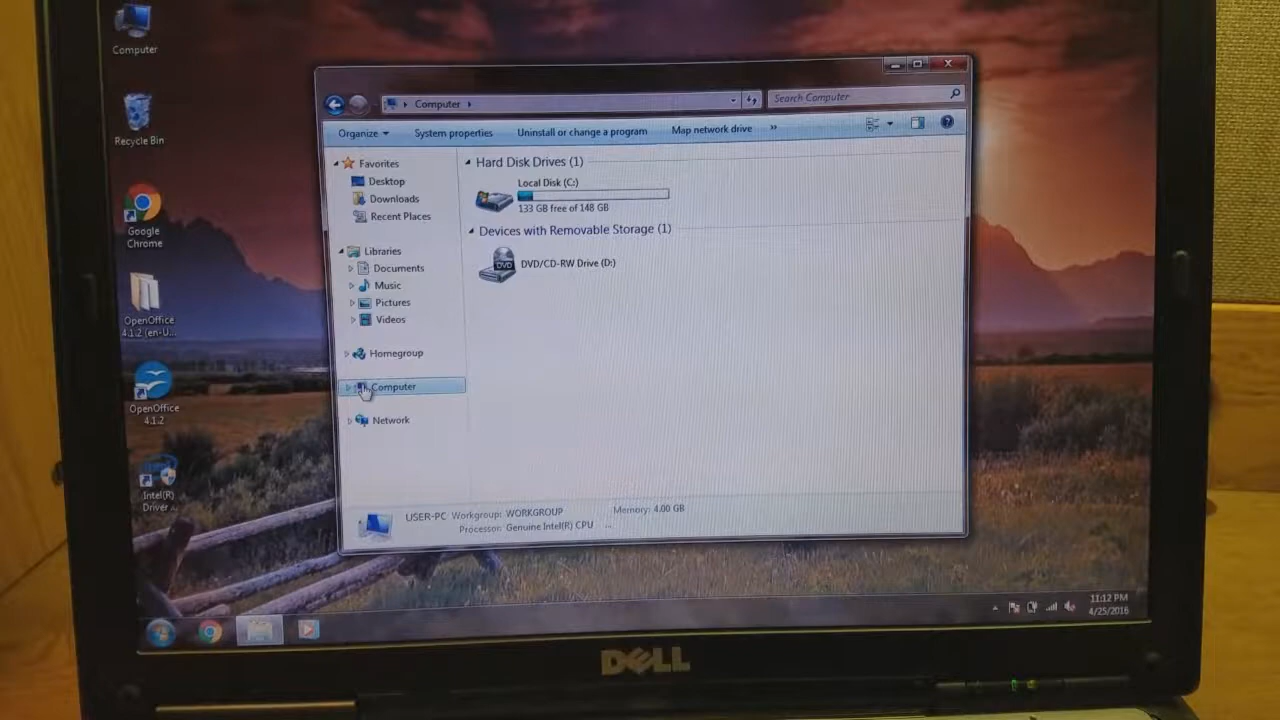 Computer
Recycle Bin
Google
Chrome
OpenOffice
4.1.2 (en-U...
OpenOffice
4.1.2
Intel(R)
Driver ...
Computer
Search Computer
Organize
System properties
Uninstall or change a program
Map network drive
»
Favorites
Desktop
Downloads
Recent Places
Libraries
Documents
Music
Pictures
Videos
Homegroup
Computer
Network
Hard Disk Drives (1)
Local Disk (C:)
133 GB free of 148 GB
Devices with Removable Storage (1)
DVD
DVD/CD-RW Drive (D:)
USER-PC Workgroup: WORKGROUP Memory: 4.00 GB
Processor: Genuine Intel(R) CPU ...
11:12 PM
4/25/2016
DELL